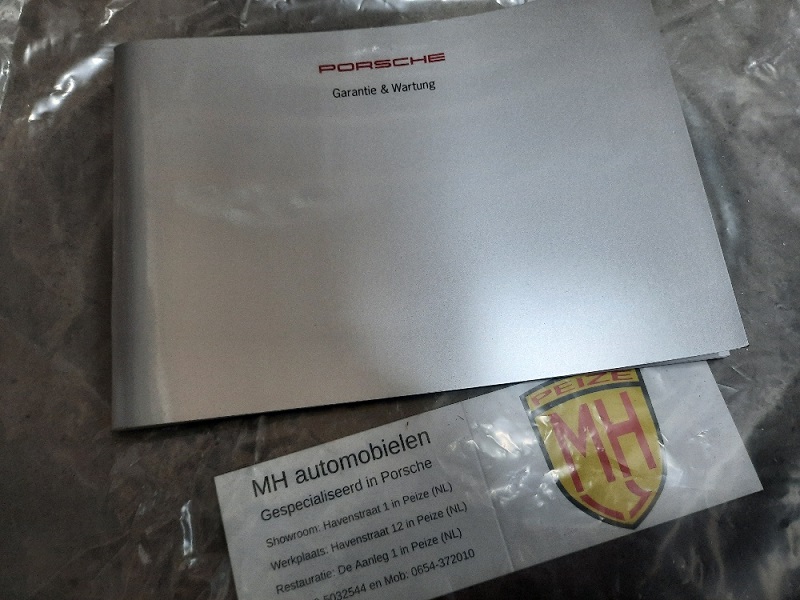 PORSCHE
Garantie & Wartung
PEIZE
MH
MH automobielen
Gespecialiseerd in Porsche
Showroom: Havenstraat 1 in Peize (NL)
Werkplaats: Havenstraat 12 in Peize (NL)
Restauratie: De Aanleg 1 in Peize (NL)
5032544 en Mob: 0654-372010